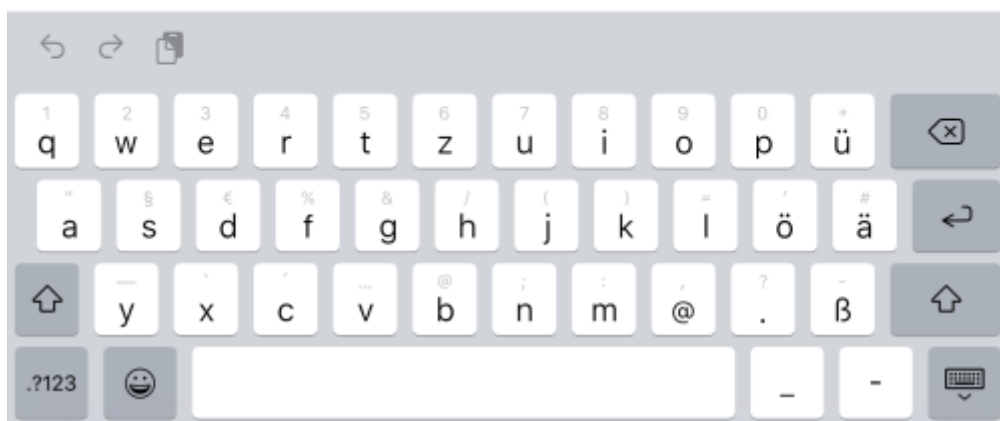 1 2 3 4 5 6 7 8 9 0 +
q w e r t z u i o p ü
" § € % & / ( ) = ' #
a s d f g h j k l ö ä
— ` ´ ... @ ; : , ? -
y x c v b n m @ . ß
.?123 _ -